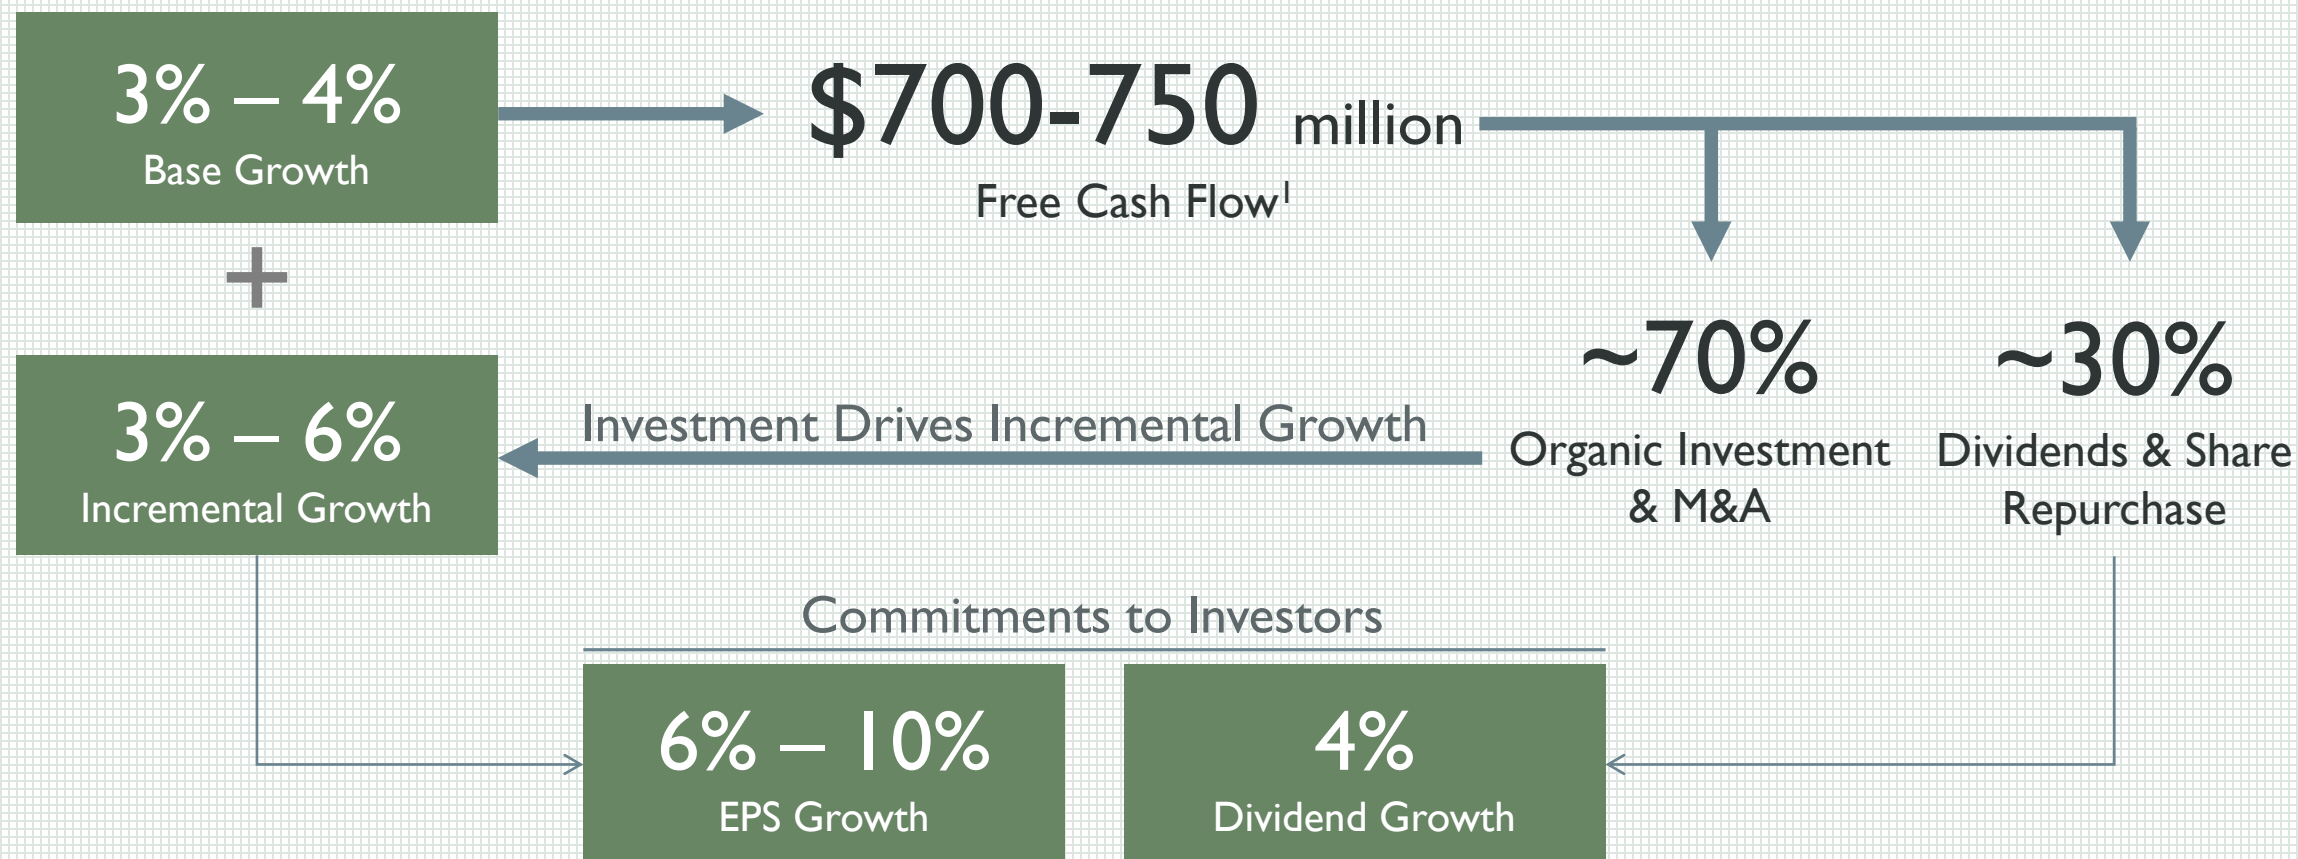 3% – 4%
Base Growth
$700-750 million
Free Cash Flow¹
+
3% – 6%
Incremental Growth
Investment Drives Incremental Growth
~70%
Organic Investment
& M&A
~30%
Dividends & Share
Repurchase
Commitments to Investors
6% – 10%
EPS Growth
4%
Dividend Growth